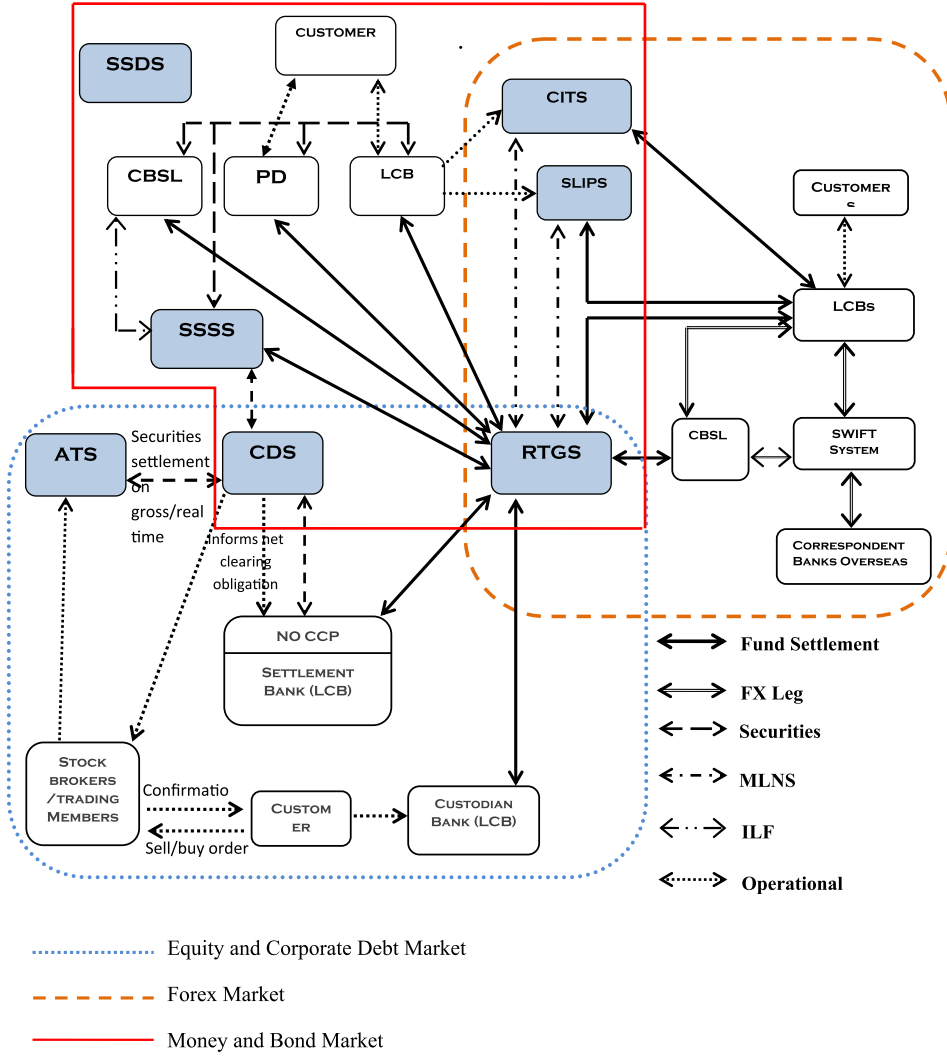 CUSTOMER
SSDS
CITS
CBSL
PD
LCB
SLIPS
CUSTOMER
S
LCBs
SSSS
ATS
Securities
settlement
on
gross/real
time
CDS
RTGS
CBSL
SWIFT
SYSTEM
Informs net
clearing
obligation
CORRESPONDENT
BANKS OVERSEAS
NO CCP
SETTLEMENT
BANK (LCB)
Fund Settlement
FX Leg
Securities
MLNS
ILF
Operational
STOCK
BROKERS
/TRADING
MEMBERS
Confirmatio
Sell/buy order
CUSTOM
ER
CUSTODIAN
BANK (LCB)
Equity and Corporate Debt Market
Forex Market
Money and Bond Market